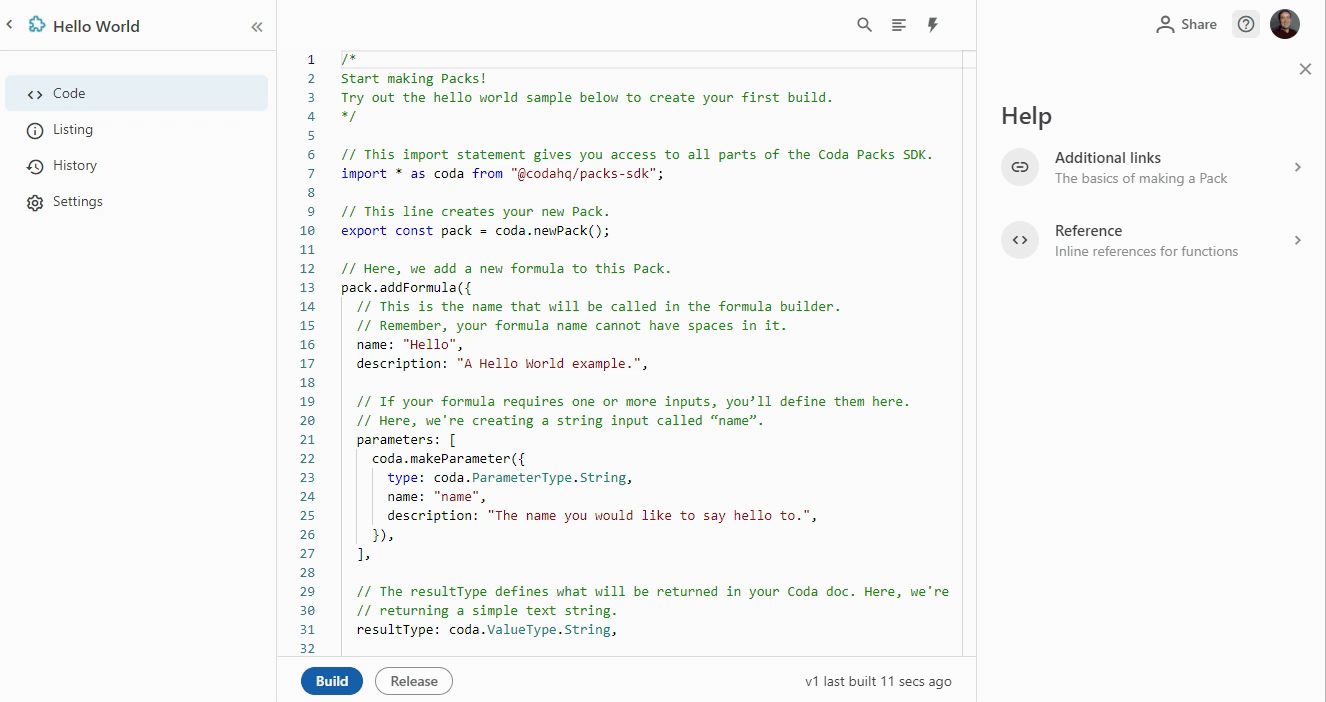 Hello World
Code
Listing
History
Settings
1 /*
2 Start making Packs!
3 Try out the hello world sample below to create your first build.
4 */
5
6 // This import statement gives you access to all parts of the Coda Packs SDK.
7 import * as coda from "@codahq/packs-sdk";
8
9 // This line creates your new Pack.
10 export const pack = coda.newPack();
11
12 // Here, we add a new formula to this Pack.
13 pack.addFormula({
14 // This is the name that will be called in the formula builder.
15 // Remember, your formula name cannot have spaces in it.
16 name: "Hello",
17 description: "A Hello World example.",
18
19 // If your formula requires one or more inputs, you’ll define them here.
20 // Here, we're creating a string input called “name”.
21 parameters: [
22 coda.makeParameter({
23 type: coda.ParameterType.String,
24 name: "name",
25 description: "The name you would like to say hello to.",
26 }),
27 ],
28
29 // The resultType defines what will be returned in your Coda doc. Here, we're
30 // returning a simple text string.
31 resultType: coda.ValueType.String,
32
Build
Release
v1 last built 11 secs ago
Share
Help
Additional links
The basics of making a Pack
Reference
Inline references for functions